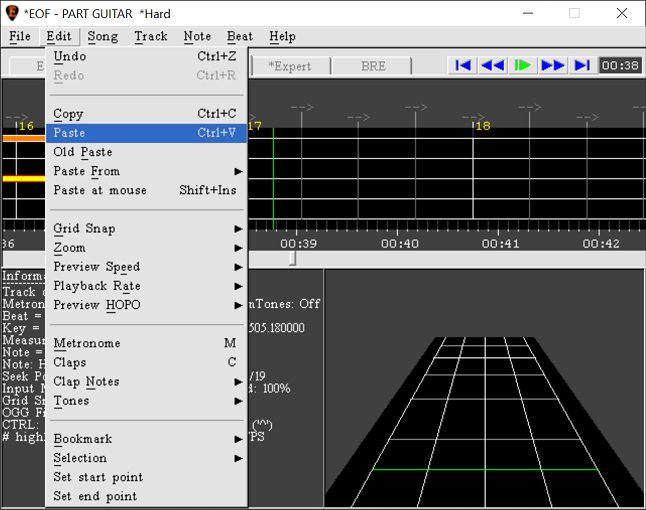 *EOF - PART GUITAR  *Hard
File Edit Song Track Note Beat Help
E *Expert BRE 00:38
Undo Ctrl+Z
Redo Ctrl+R
Copy Ctrl+C
Paste Ctrl+V
Old Paste
Paste From
Paste at mouse Shift+Ins
Grid Snap
Zoom
Preview Speed
Playback Rate
Preview HOPO
Metronome M
Claps C
Clap Notes
Tones
Bookmark
Selection
Set start point
Set end point
16 17 18
36 00:39 00:40 00:41 00:42
Informa
Track
Metron nTones: Off
Beat =
Key = 505.180000
Measu
Note =
Note: H
Seek Po /19
Input M d: 100%
Grid Sn
OGG Fi
CTRL: (^^)
# highl PS